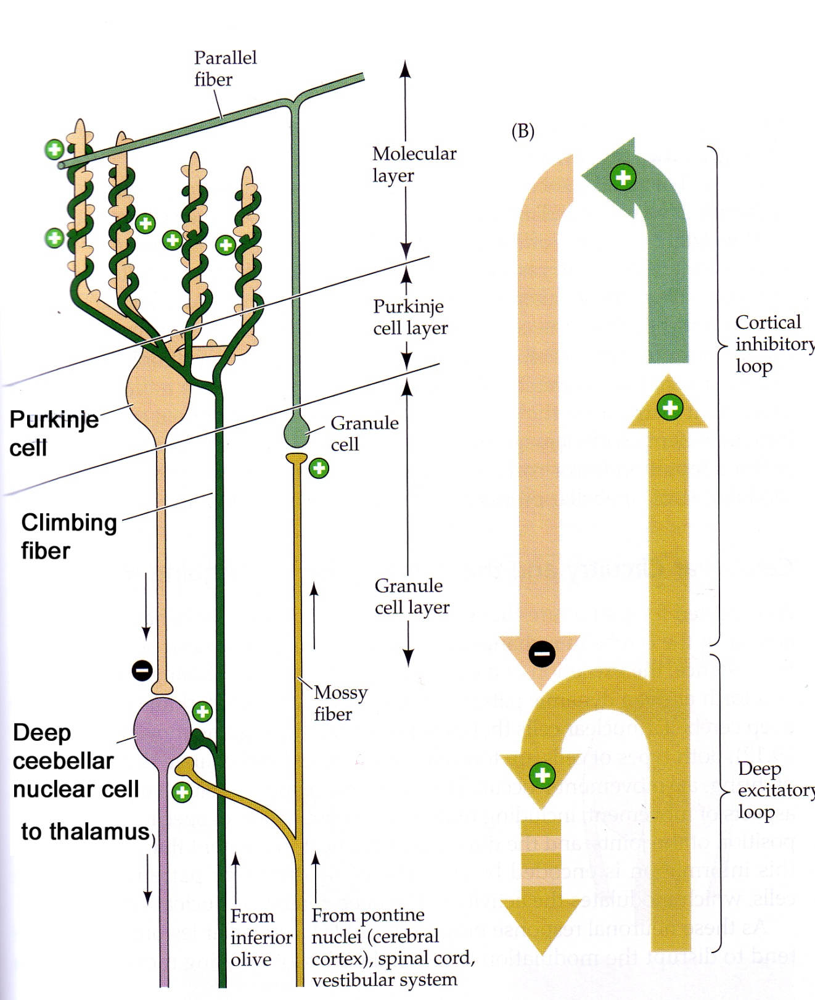 Parallel
fiber
Molecular
layer
(B)
Purkinje
cell layer
Cortical
inhibitory
loop
Purkinje
cell
Granule
cell
Climbing
fiber
Granule
cell layer
Mossy
fiber
Deep
ceebellar
nuclear cell
to thalamus)
Deep
excitatory
loop
From
inferior
olive
From pontine
nuclei (cerebral
cortex), spinal cord,
vestibular system